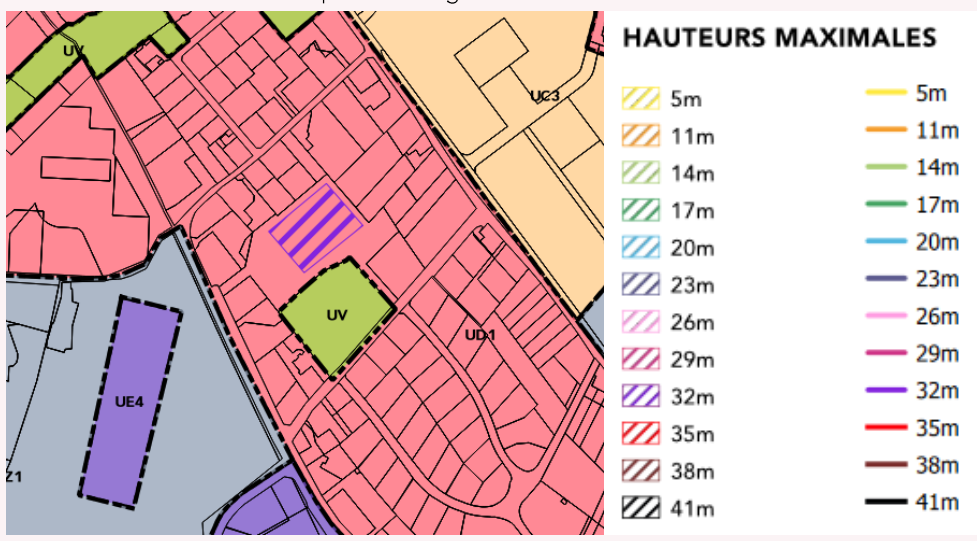 UV
UC3
UV
UD1
UE4
Z1
HAUTEURS MAXIMALES
5m
11m
14m
17m
20m
23m
26m
29m
32m
35m
38m
41m
5m
11m
14m
17m
20m
23m
26m
29m
32m
35m
38m
41m